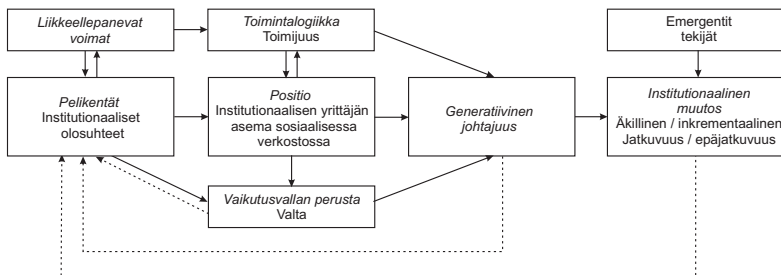 Liikkeellepanevat
voimat
Toimintalogiikka
Toimijuus
Emergentit
tekijät
Pelikentät
Institutionaaliset
olosuhteet
Positio
Institutionaalisen yrittäjän
asema sosiaalisessa
verkostossa
Generatiivinen
johtajuus
Institutionaalinen
muutos
Äkillinen / inkrementaalinen
Jatkuvuus / epäjatkuvuus
Vaikutusvallan perusta
Valta